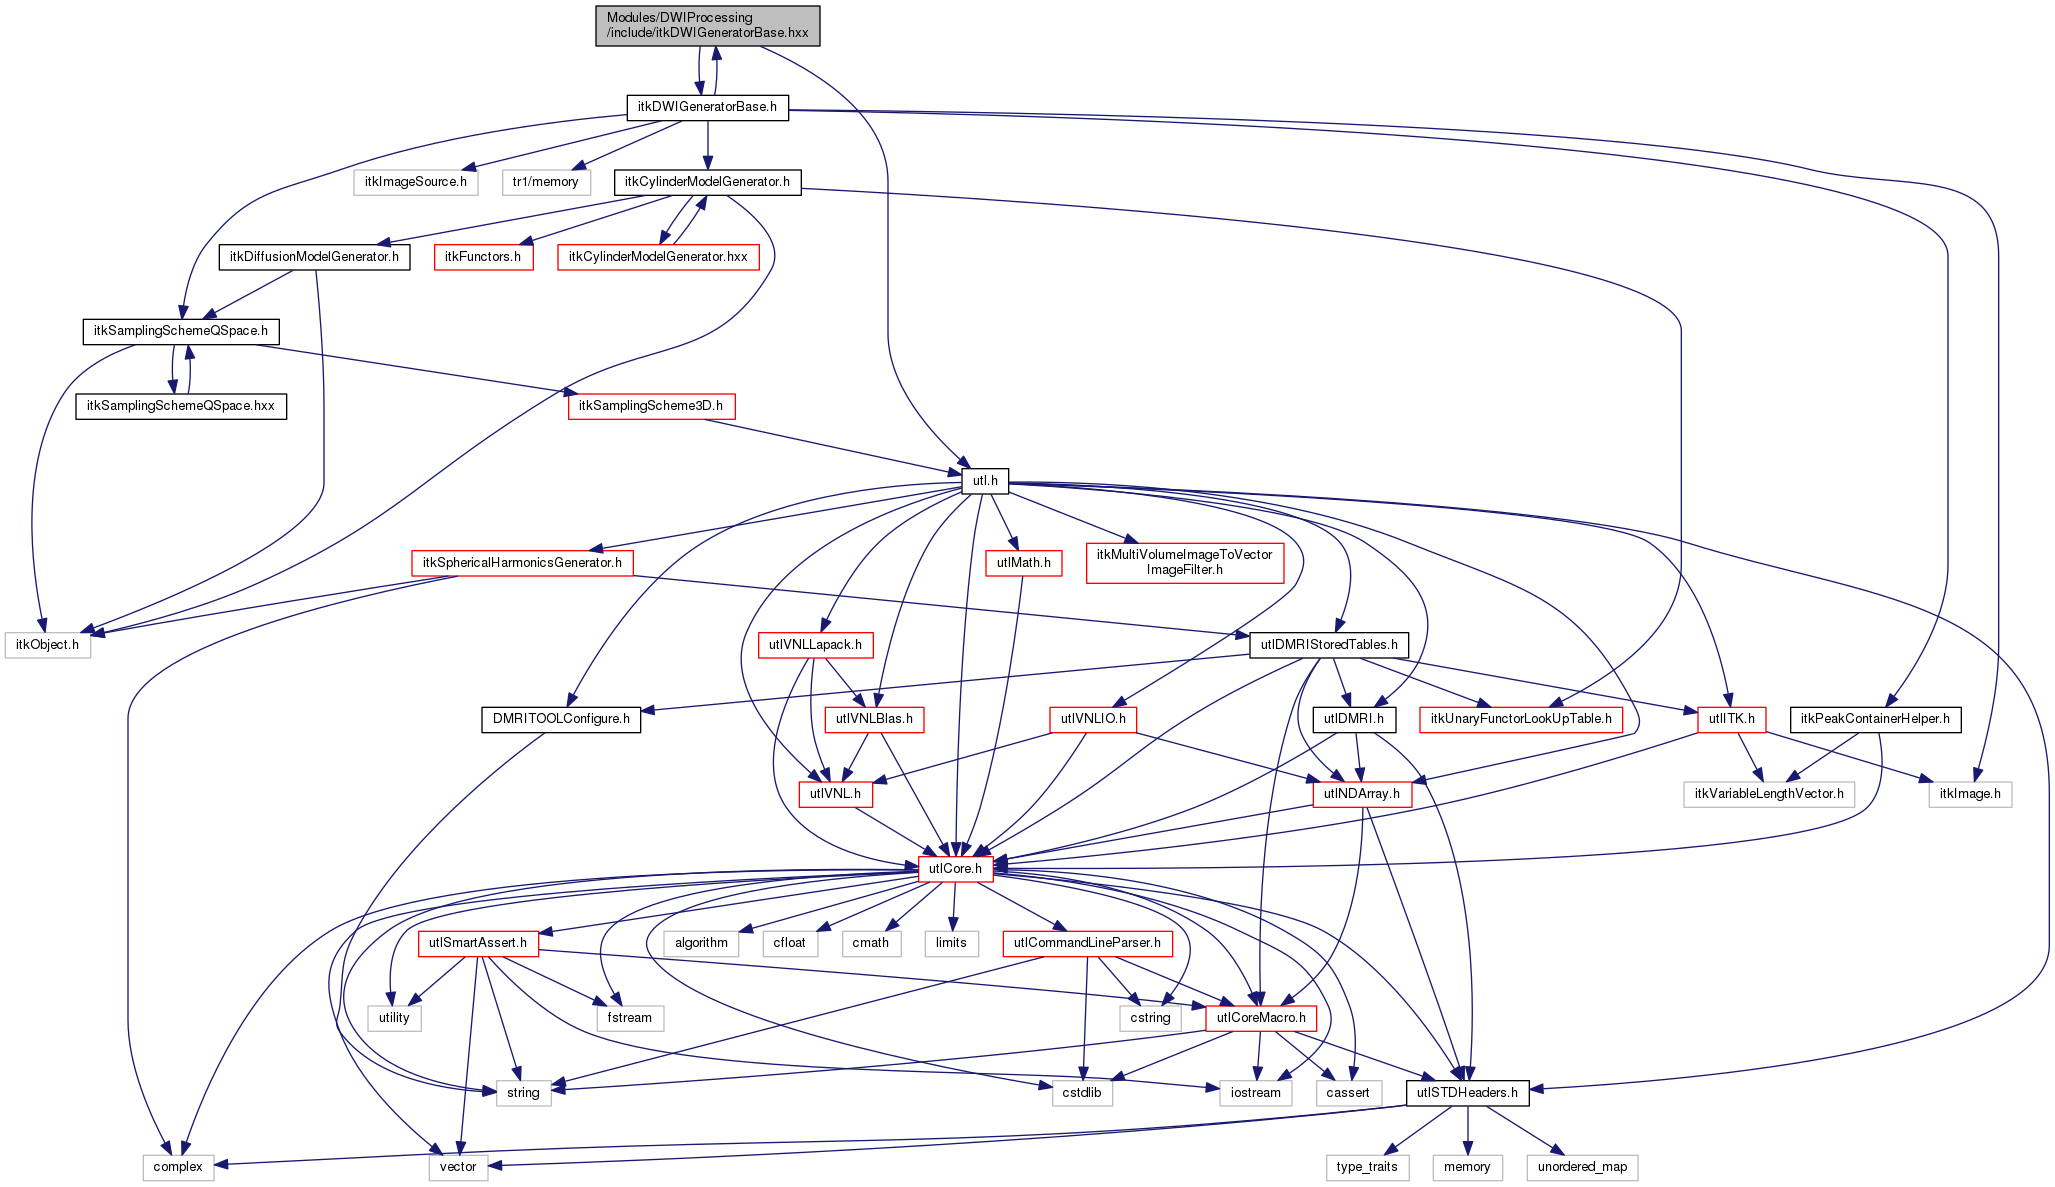 Modules/DWIProcessing
/include/itkDWIGeneratorBase.hxx
itkDWIGeneratorBase.h
itkImageSource.h
tr1/memory
itkCylinderModelGenerator.h
itkDiffusionModelGenerator.h
itkFunctors.h
itkCylinderModelGenerator.hxx
itkSamplingSchemeQSpace.h
itkSamplingSchemeQSpace.hxx
itkSamplingScheme3D.h
utl.h
itkSphericalHarmonicsGenerator.h
utlMath.h
itkMultiVolumeImageToVector
ImageFilter.h
itkObject.h
utlVNLLapack.h
utlDMRIStoredTables.h
DMRITOOLConfigure.h
utlVNLBlas.h
utlVNLIO.h
utlDMRI.h
itkUnaryFunctorLookUpTable.h
utlITK.h
itkPeakContainerHelper.h
utlVNL.h
utlNDArray.h
itkVariableLengthVector.h
itkImage.h
utlCore.h
utlSmartAssert.h
algorithm
cfloat
cmath
limits
utlCommandLineParser.h
utility
fstream
cstring
utlCoreMacro.h
string
cstdlib
iostream
cassert
utlSTDHeaders.h
complex
vector
type_traits
memory
unordered_map